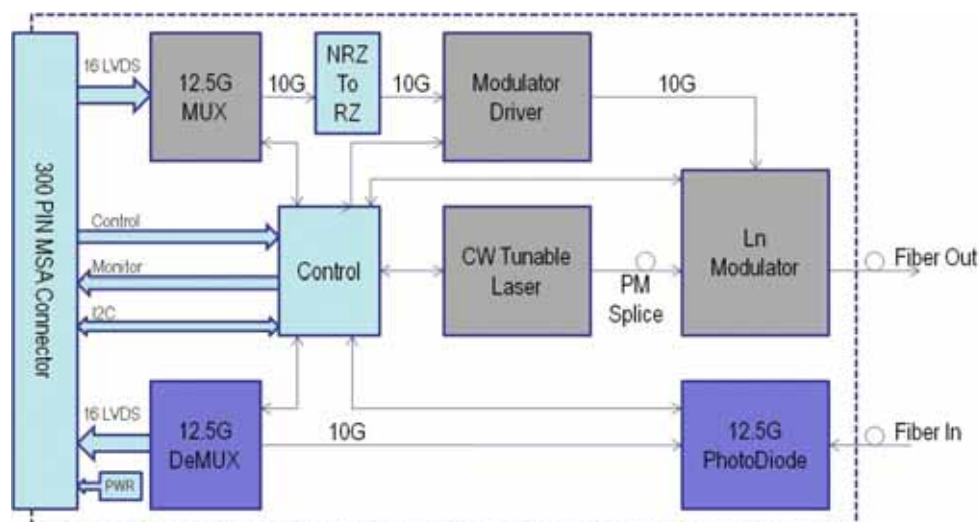 16 LVDS
12.5G
MUX
10G
NRZ
To
RZ
10G
Modulator
Driver
10G
300 PIN MSA Connector
Control
Monitor
I2C
Control
CW Tunable
Laser
PM
Splice
Ln
Modulator
Fiber Out
16 LVDS
PWR
12.5G
DeMUX
10G
12.5G
PhotoDiode
Fiber In